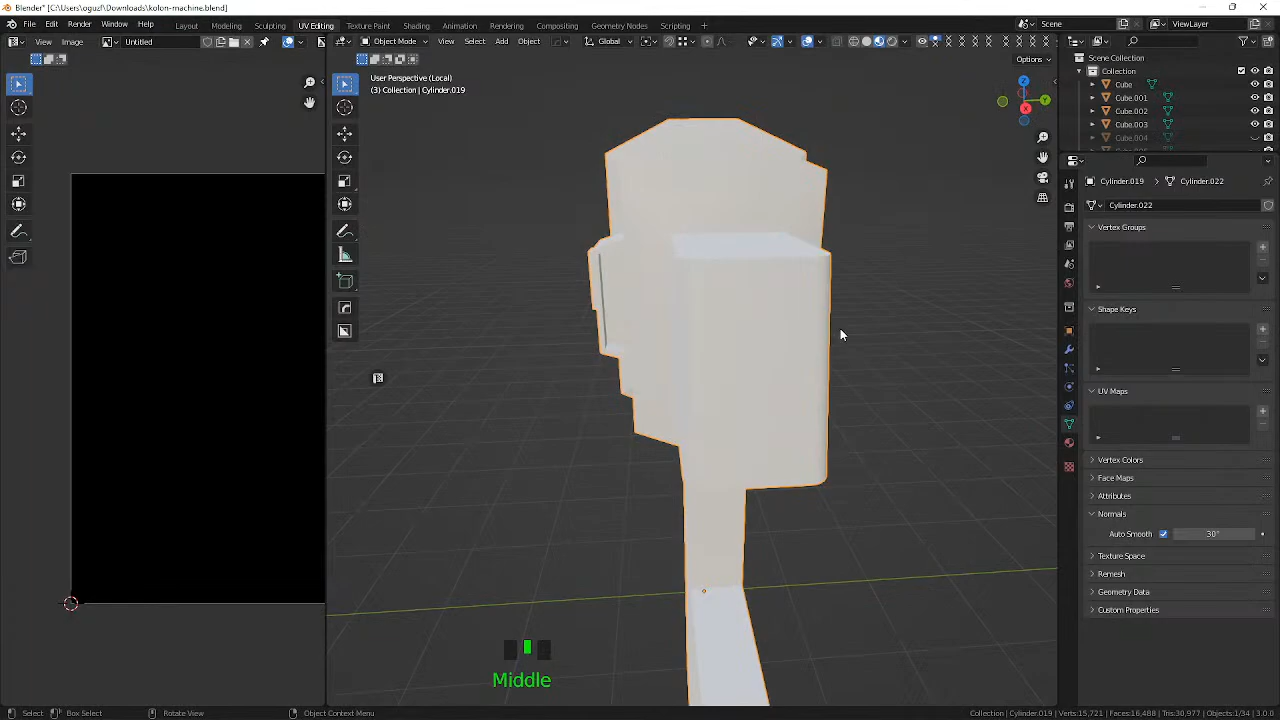 Blender* [C:\Users\oguzl\Downloads\kolon-machine.blend]
File Edit Render Window Help Layout Modeling Sculpting UV Editing Texture Paint Shading Animation Rendering Compositing Geometry Nodes Scripting + Scene ViewLayer
View Image Untitled Object Mode View Select Add Object Global
Options
User Perspective (Local)
(3) Collection | Cylinder.019
Z
Y
X
Scene Collection
Collection
Cube
Cube.001
Cube.002
Cube.003
Cube.004
Cylinder.019 > Cylinder.022
Cylinder.022
Vertex Groups
Shape Keys
UV Maps
Vertex Colors
Face Maps
Attributes
Normals
Auto Smooth 30°
Texture Space
Remesh
Geometry Data
Custom Properties
Middle
Select Box Select Rotate View Object Context Menu Collection | Cylinder.019 | Verts:15,721 | Faces:16,488 | Tris:30,977 | Objects:1/34 | 3.0.0